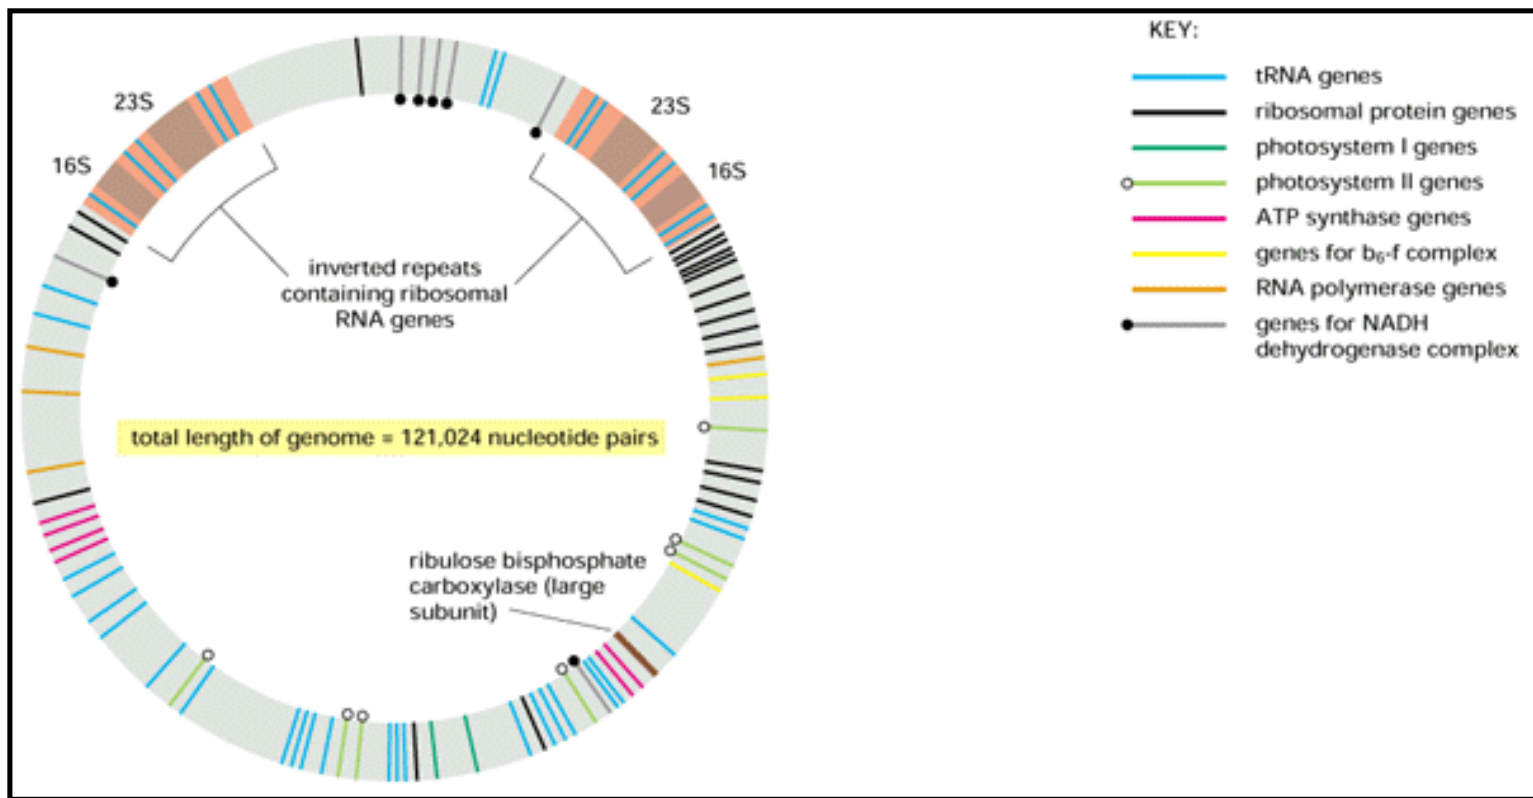 KEY:
tRNA genes
ribosomal protein genes
photosystem I genes
photosystem II genes
ATP synthase genes
genes for b₆-f complex
RNA polymerase genes
genes for NADH
dehydrogenase complex
23S
16S
23S
16S
inverted repeats
containing ribosomal
RNA genes
total length of genome = 121,024 nucleotide pairs
ribulose bisphosphate
carboxylase (large
subunit)